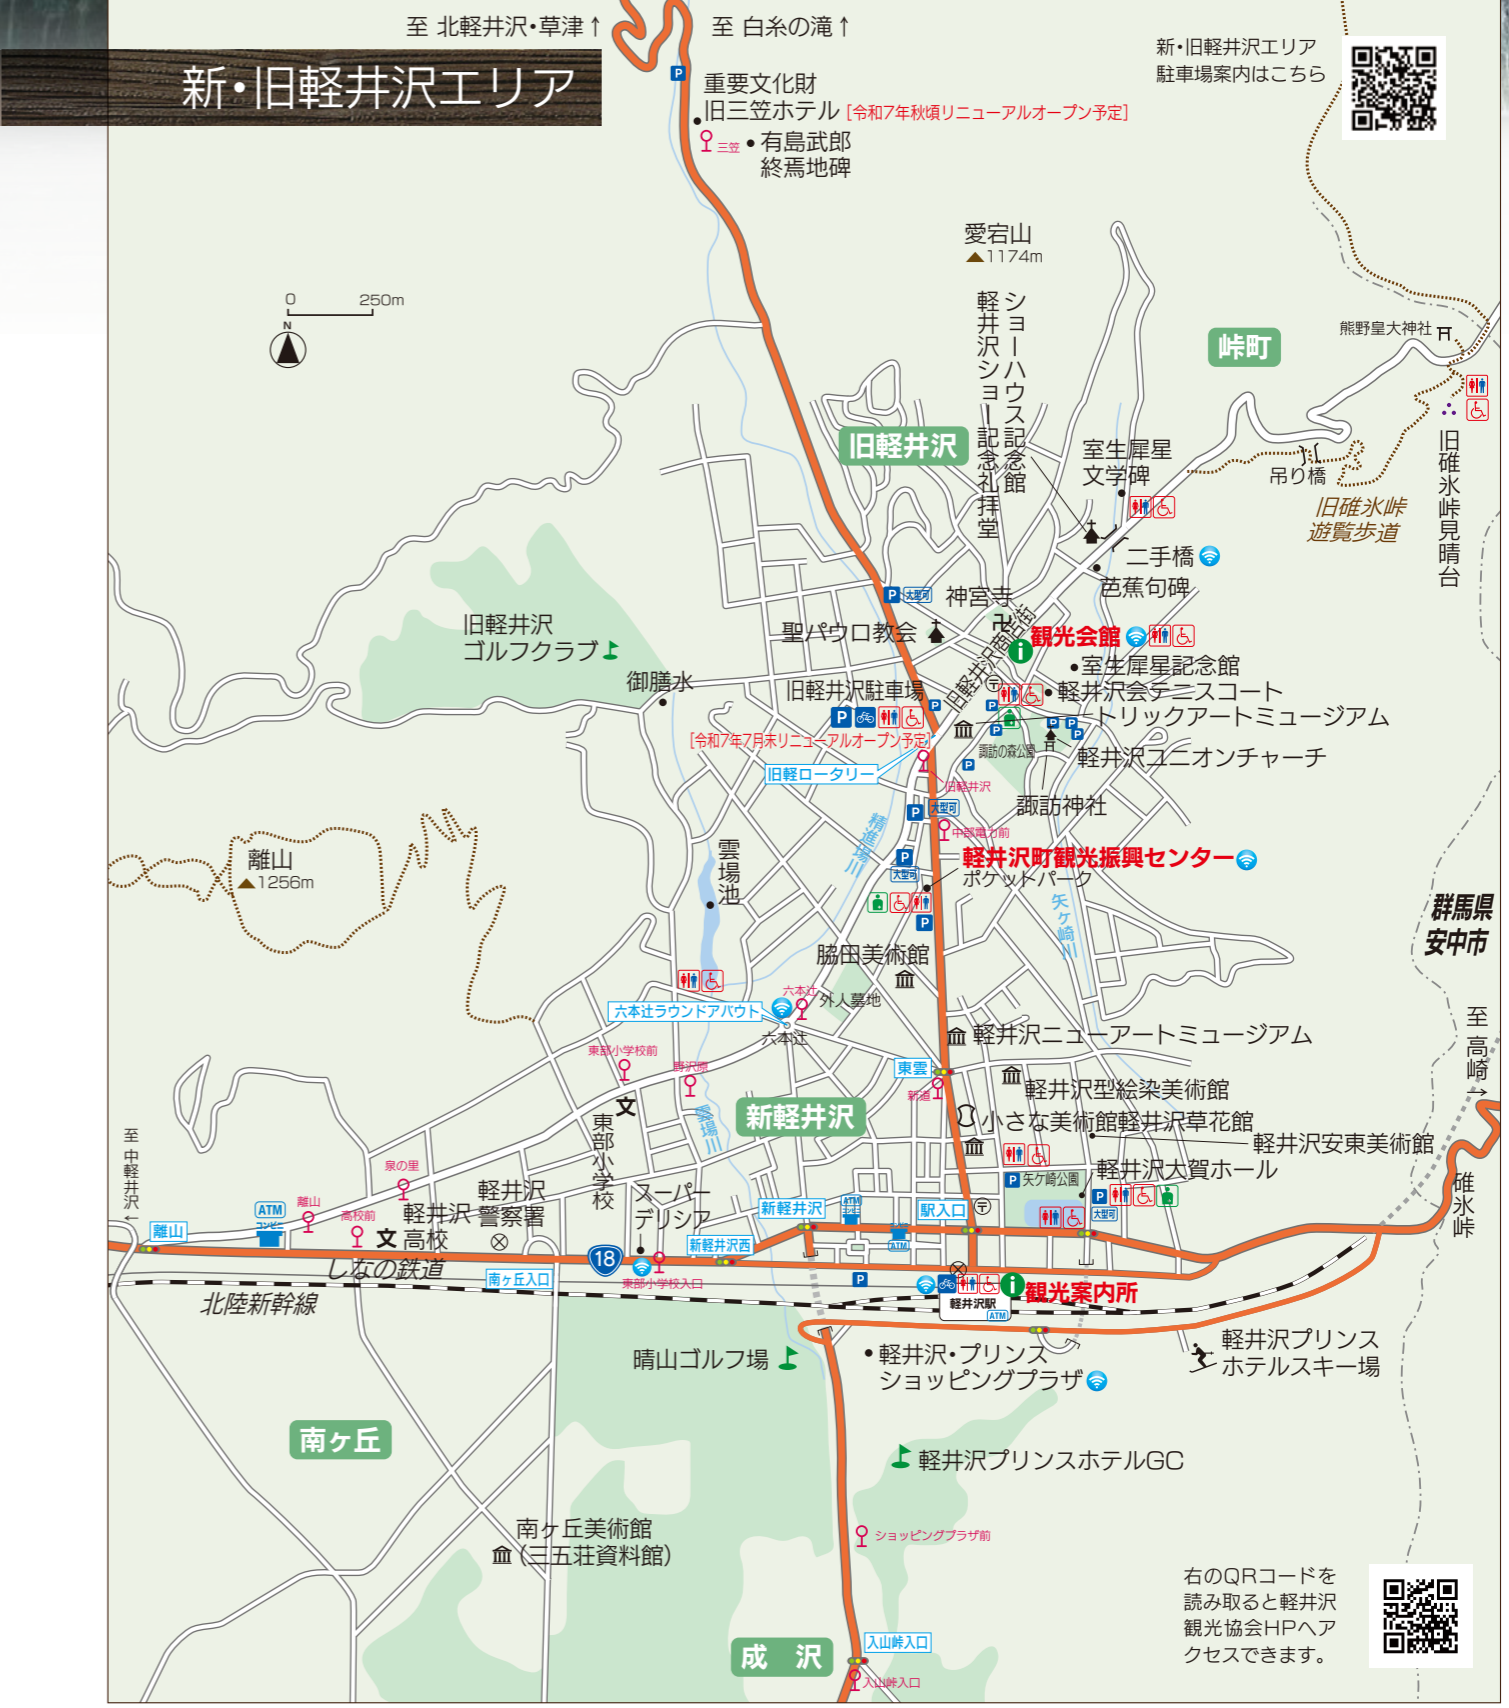 至 北軽井沢・草津↑
至 白糸の滝↑
新・旧軽井沢エリア
新・旧軽井沢エリア
駐車場案内はこちら
重要文化財
旧三笠ホテル [令和7年秋頃リニューアルオープン予定]
三笠
有島武郎
終焉地碑
愛宕山
1174m
0 250m
N
ショーハウス記念館
軽井沢ショー記念礼拝堂
峠町
熊野皇大神社
旧軽井沢
室生犀星
文学碑
吊り橋
旧碓氷峠
遊覧歩道
旧碓氷峠見晴台
二手橋
芭蕉句碑
神宮寺
旧軽井沢商店街
聖パウロ教会
観光会館
室生犀星記念館
軽井沢会テニスコート
トリックアートミュージアム
諏訪の森公園
軽井沢ユニオンチャーチ
諏訪神社
旧軽井沢
ゴルフクラブ
御膳水
旧軽井沢駐車場
P
[令和7年7月末リニューアルオープン予定]
旧軽ロータリー
旧軽井沢
大型可
中部電力前
精進場川
離山
1256m
雲場池
軽井沢町観光振興センター
ポケットパーク
大型可
矢ヶ崎川
群馬県
安中市
脇田美術館
六本辻
外人墓地
六本辻ラウンドアバウト
六本辻
至 高崎→
軽井沢ニューアートミュージアム
東部小学校前
野沢原
東雲
新道
軽井沢型絵染美術館
新軽井沢
雲場川
小さな美術館軽井沢草花館
軽井沢安東美術館
文
東部小学校
至 中軽井沢←
矢ケ崎公園
軽井沢大賀ホール
大型可
碓氷峠
泉の里
離山
高校前
ATM
コンビニ
離山
文
軽井沢
高校
軽井沢
警察署
スーパー
デリシア
新軽井沢
ATM
駅入口
コンビニ
ATM
新軽井沢西
18
東部小学校入口
しなの鉄道
南ヶ丘入口
北陸新幹線
軽井沢駅
ATM
観光案内所
晴山ゴルフ場
軽井沢・プリンス
ショッピングプラザ
軽井沢プリンス
ホテルスキー場
南ヶ丘
軽井沢プリンスホテルGC
南ヶ丘美術館
(三五荘資料館)
ショッピングプラザ前
成 沢
入山峠入口
入山峠入口
右のQRコードを
読み取ると軽井沢
観光協会HPへア
クセスできます。